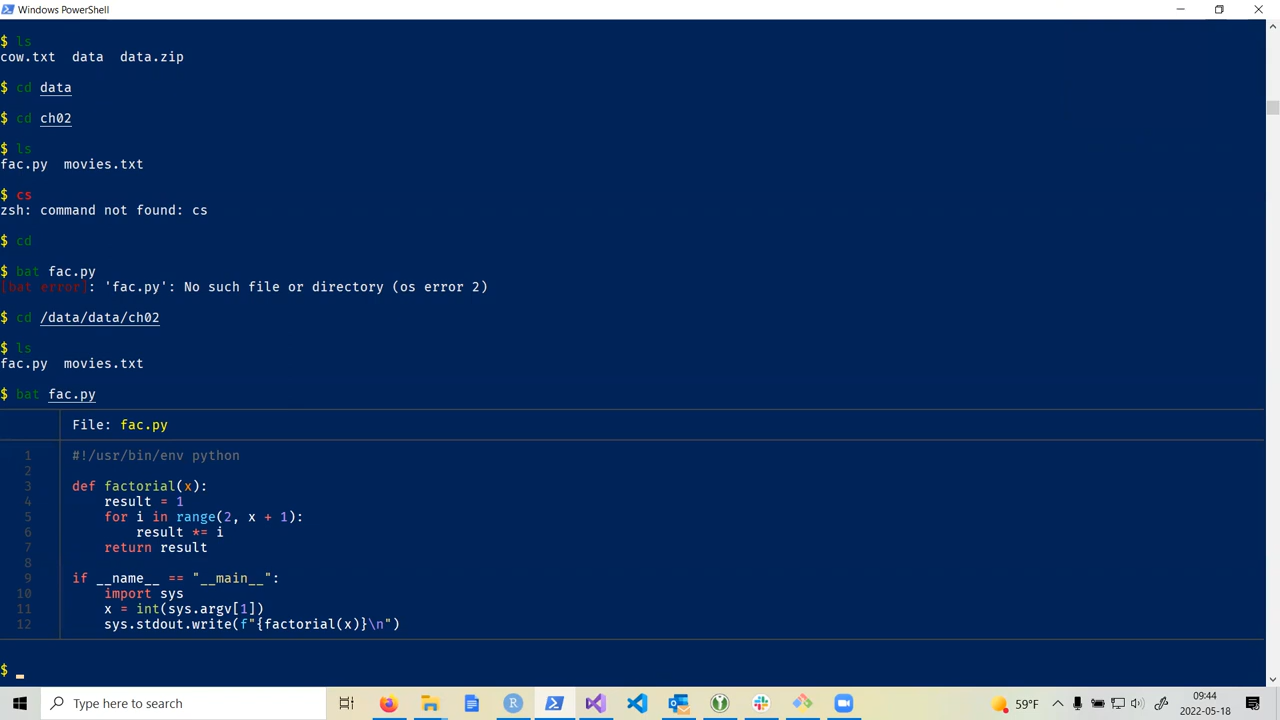 Windows PowerShell
$ ls
cow.txt  data  data.zip
$ cd data
$ cd ch02
$ ls
fac.py  movies.txt
$ cs
zsh: command not found: cs
$ cd
$ bat fac.py
[bat error]: 'fac.py': No such file or directory (os error 2)
$ cd /data/data/ch02
$ ls
fac.py  movies.txt
$ bat fac.py
File: fac.py
1 #!/usr/bin/env python
2
3 def factorial(x):
4     result = 1
5     for i in range(2, x + 1):
6         result *= i
7     return result
8
9 if __name__ == "__main__":
10     import sys
11     x = int(sys.argv[1])
12     sys.stdout.write(f"{factorial(x)}\n")
$
Type here to search
59°F
09:44
2022-05-18